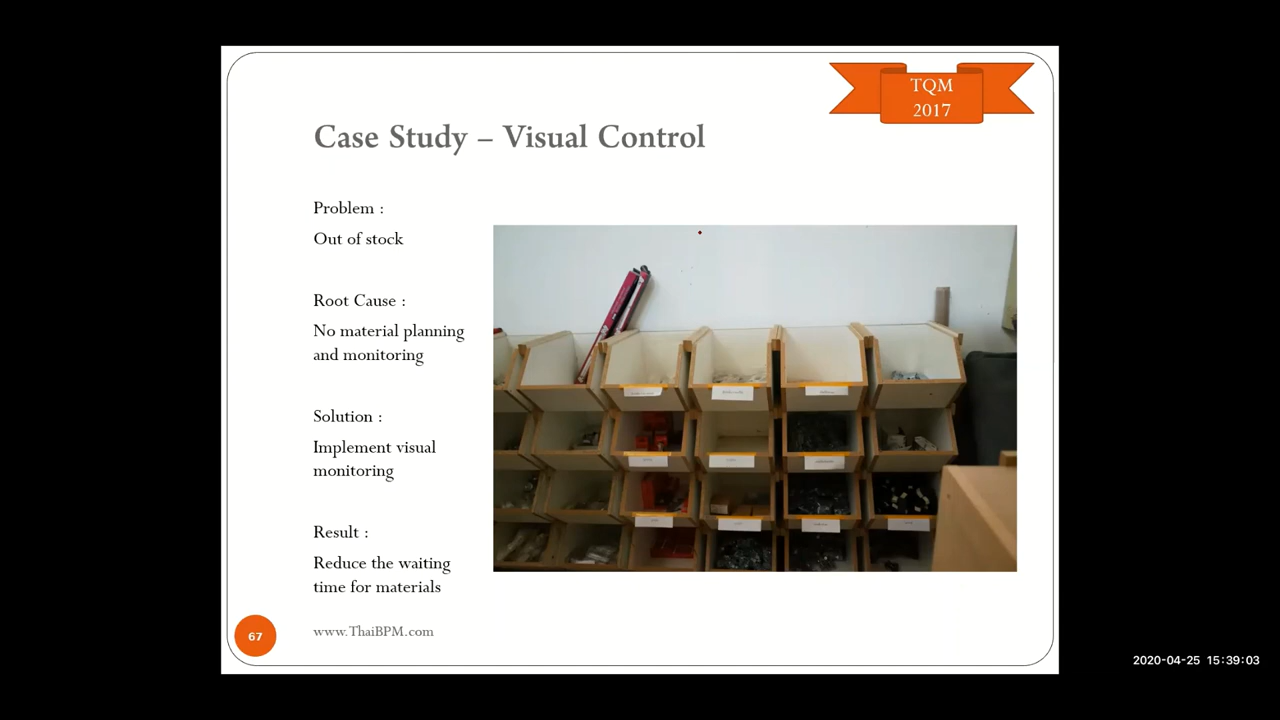 TQM
2017
Case Study – Visual Control
Problem :
Out of stock
Root Cause :
No material planning
and monitoring
Solution :
Implement visual
monitoring
Result :
Reduce the waiting
time for materials
67
www.ThaiBPM.com
2020-04-25 15:39:03